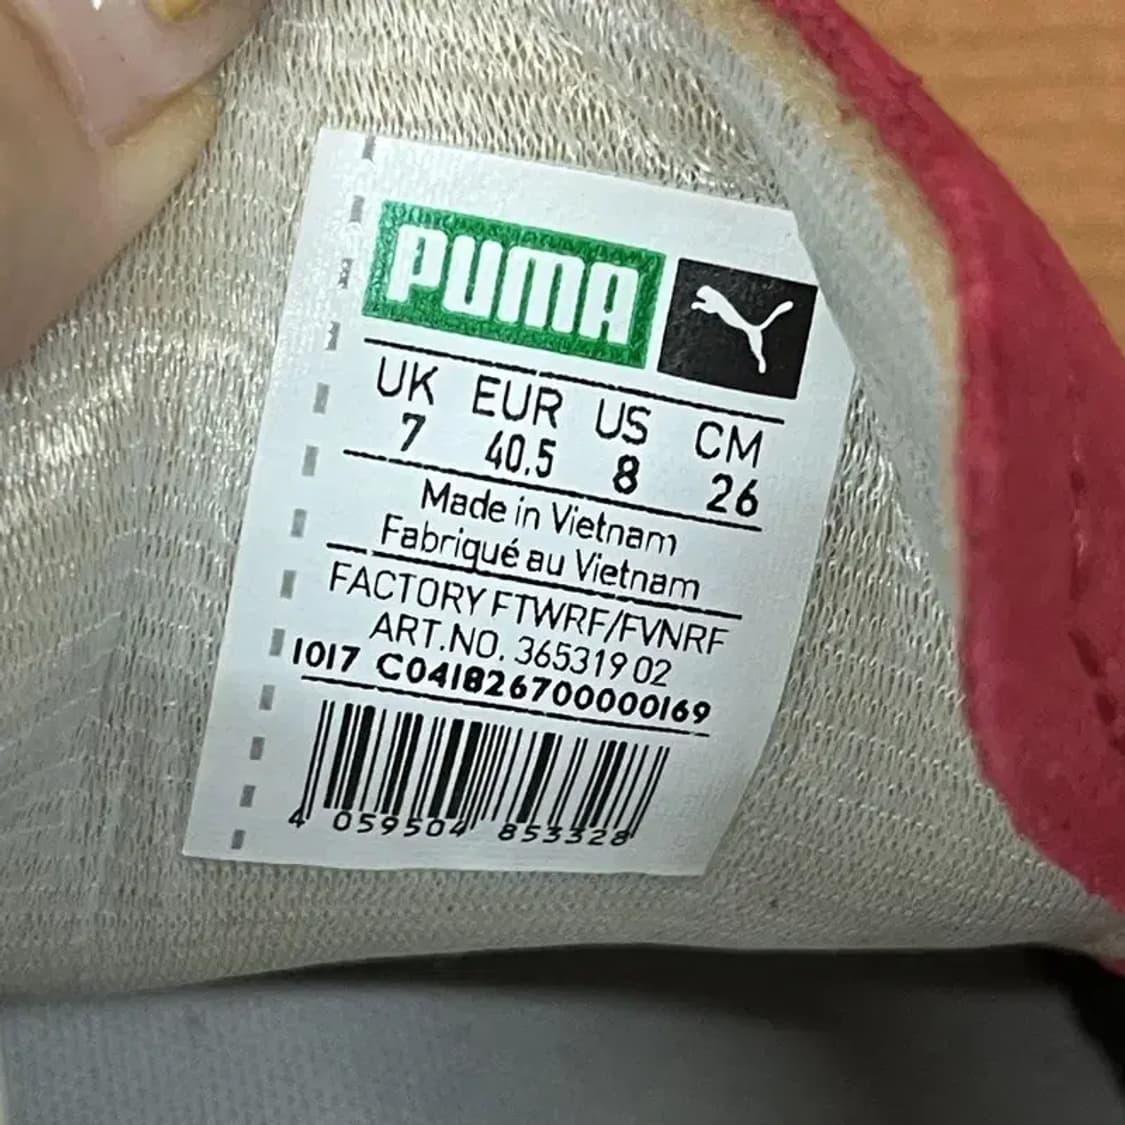 PUMA
UK EUR US CM
7 40.5 8 26
Made in Vietnam
Fabriqué au Vietnam
FACTORY FTWRF/FVNRF
ART.NO. 365319 02
1017 C041826700000169
4 059504 853328